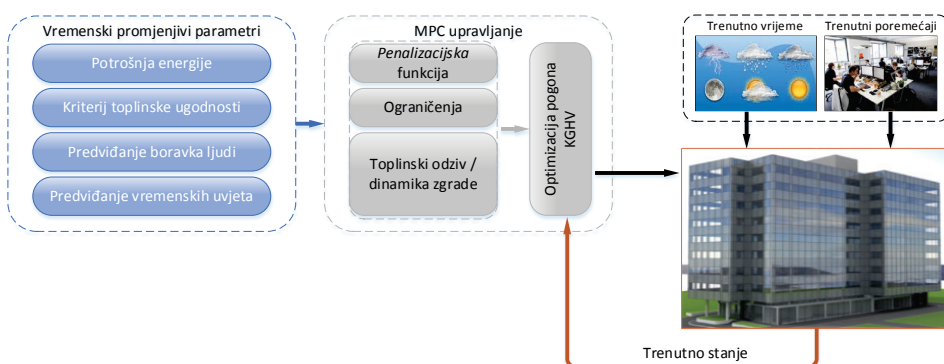 Vremenski promjenjivi parametri
Potrošnja energije
Kriterij toplinske ugodnosti
Predviđanje boravka ljudi
Predviđanje vremenskih uvjeta
MPC upravljanje
Penalizacijska
funkcija
Ograničenja
Toplinski odziv /
dinamika zgrade
Optimizacija pogona
KGHV
Trenutno vrijeme
Trenutni poremećaji
Trenutno stanje